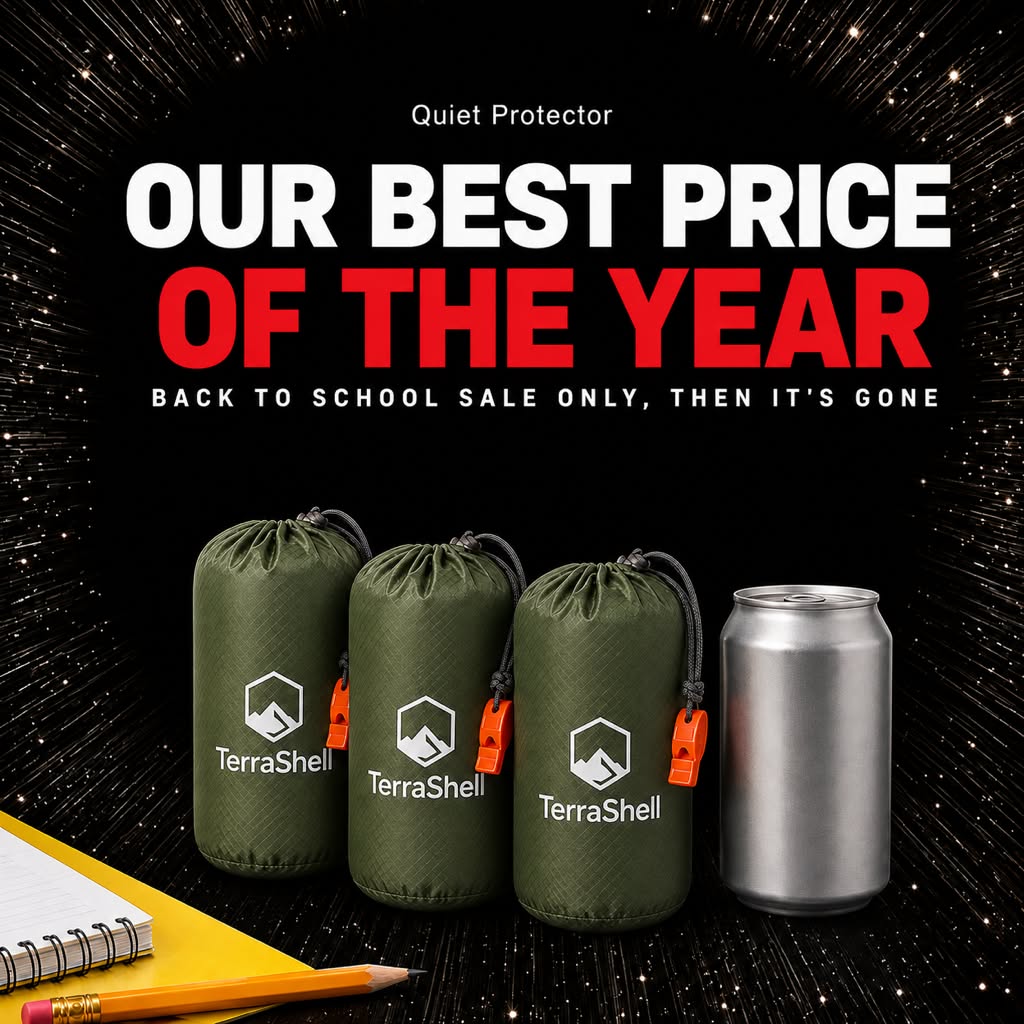 Quiet Protector
OUR BEST PRICE
OF THE YEAR
BACK TO SCHOOL SALE ONLY, THEN IT'S GONE
TerraShell
TerraShell
TerraShell